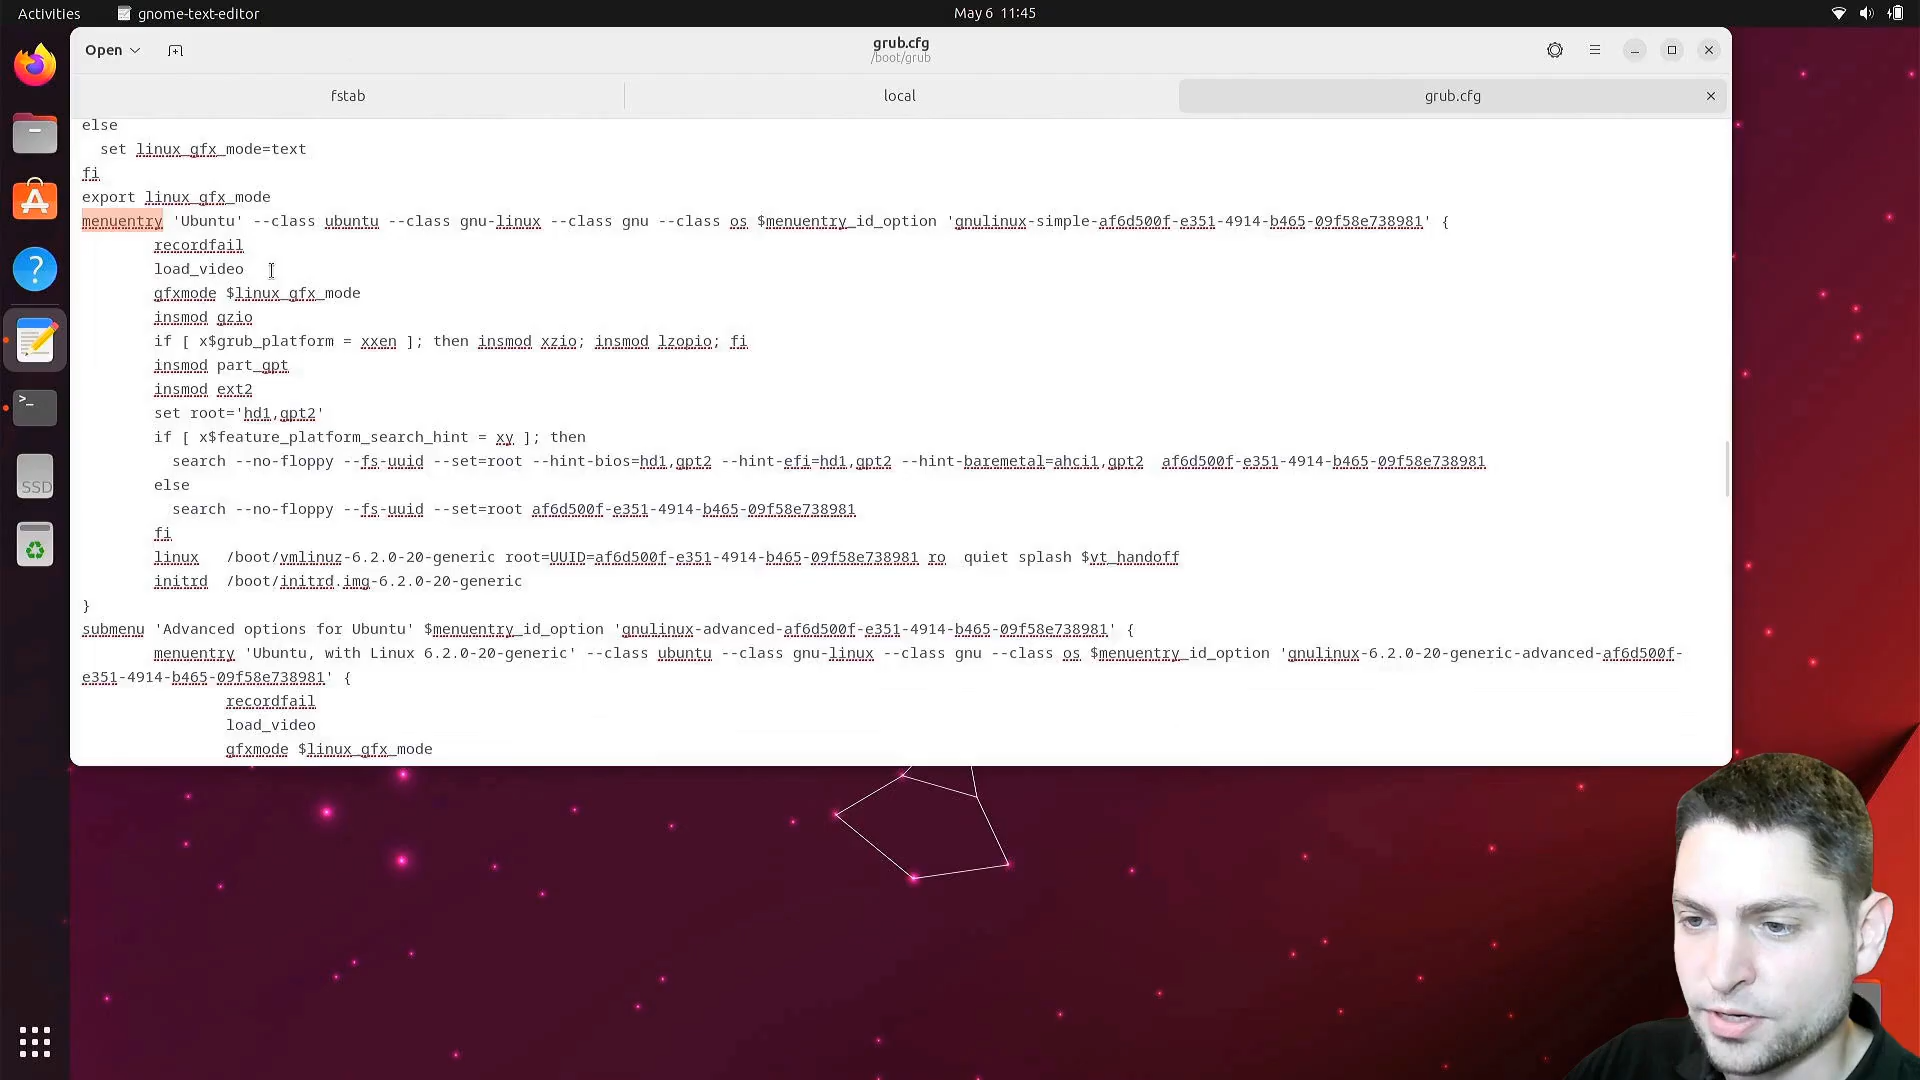 Activities
gnome-text-editor
May 6 11:45
Open
grub.cfg
/boot/grub
fstab
local
grub.cfg
else
  set linux_gfx_mode=text
fi
export linux_gfx_mode
menuentry 'Ubuntu' --class ubuntu --class gnu-linux --class gnu --class os $menuentry_id_option 'gnulinux-simple-af6d500f-e351-4914-b465-09f58e738981' {
        recordfail
        load_video
        gfxmode $linux_gfx_mode
        insmod gzio
        if [ x$grub_platform = xxen ]; then insmod xzio; insmod lzopio; fi
        insmod part_gpt
        insmod ext2
        set root='hd1,gpt2'
        if [ x$feature_platform_search_hint = xy ]; then
          search --no-floppy --fs-uuid --set=root --hint-bios=hd1,gpt2 --hint-efi=hd1,gpt2 --hint-baremetal=ahci1,gpt2  af6d500f-e351-4914-b465-09f58e738981
        else
          search --no-floppy --fs-uuid --set=root af6d500f-e351-4914-b465-09f58e738981
        fi
        linux   /boot/vmlinuz-6.2.0-20-generic root=UUID=af6d500f-e351-4914-b465-09f58e738981 ro  quiet splash $vt_handoff
        initrd  /boot/initrd.img-6.2.0-20-generic
}
submenu 'Advanced options for Ubuntu' $menuentry_id_option 'gnulinux-advanced-af6d500f-e351-4914-b465-09f58e738981' {
        menuentry 'Ubuntu, with Linux 6.2.0-20-generic' --class ubuntu --class gnu-linux --class gnu --class os $menuentry_id_option 'gnulinux-6.2.0-20-generic-advanced-af6d500f-
e351-4914-b465-09f58e738981' {
                recordfail
                load_video
                gfxmode $linux_gfx_mode
SSD